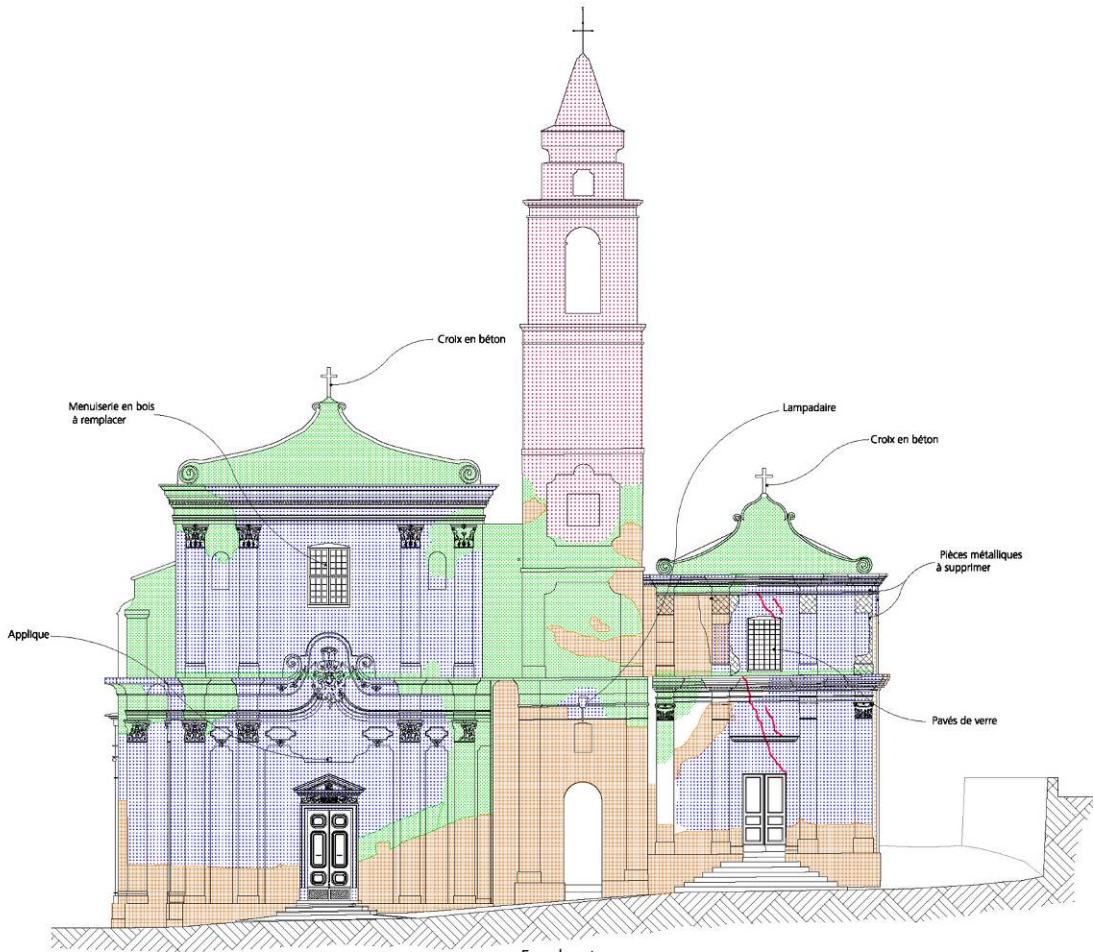 Croix en béton
Menuiserie en bois
à remplacer
Lampadaire
Croix en béton
Pièces métalliques
à supprimer
Applique
Pavés de verre